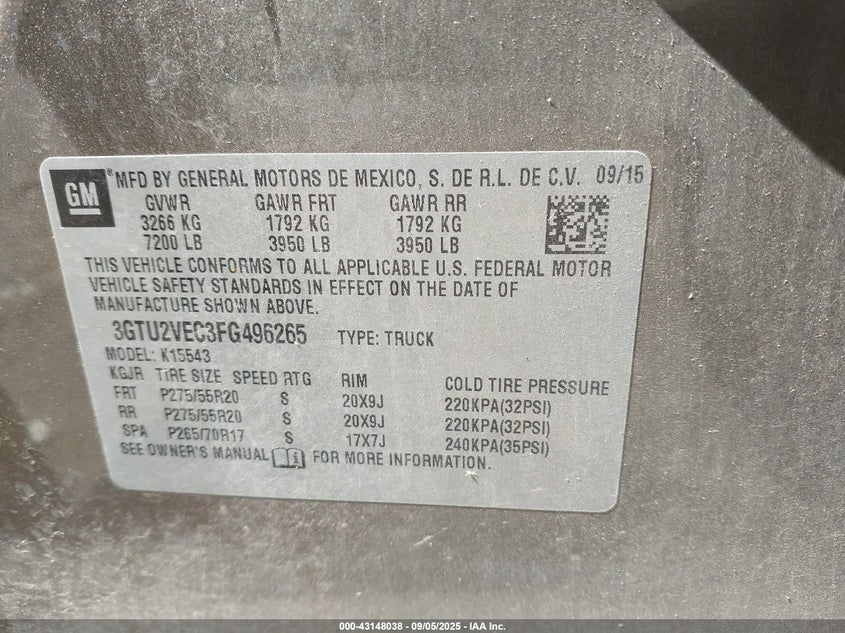 GM ® MFD BY GENERAL MOTORS DE MEXICO, S. DE R.L. DE C.V. 09/15
GVWR GAWR FRT GAWR RR
3266 KG 1792 KG 1792 KG
7200 LB 3950 LB 3950 LB
THIS VEHICLE CONFORMS TO ALL APPLICABLE U.S. FEDERAL MOTOR
VEHICLE SAFETY STANDARDS IN EFFECT ON THE DATE OF
MANUFACTURE SHOWN ABOVE.
3GTU2VEC3FG496265 TYPE: TRUCK
MODEL: K15543
KGJR TIRE SIZE SPEED RTG RIM COLD TIRE PRESSURE
FRT P275/55R20 S 20X9J 220KPA(32PSI)
RR P275/55R20 S 20X9J 220KPA(32PSI)
SPA P265/70R17 S 17X7J 240KPA(35PSI)
SEE OWNER'S MANUAL FOR MORE INFORMATION.
000-43148038 - 09/05/2025 - IAA Inc.